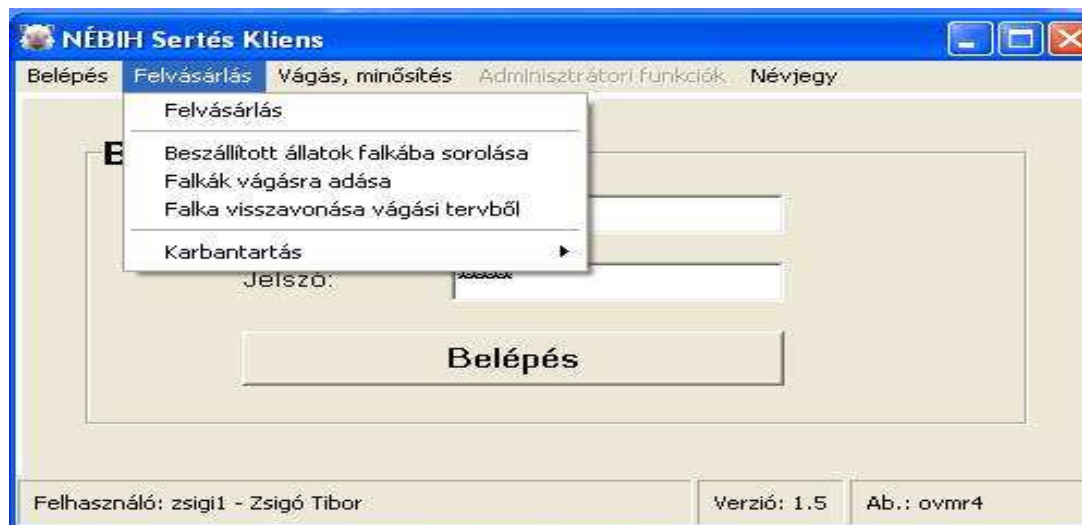 NÉBIH Sertés Kliens
Belépés Felvásárlás Vágás, minősítés Adminisztrátori funkciók Névjegy
Felvásárlás
Beszállított állatok falkába sorolása
Falkák vágásra adása
Falka visszavonása vágási tervből
Karbantartás
Jelszó:
Belépés
Felhasználó: zsigi1 - Zsigó Tibor Verzió: 1.5 Ab.: ovmr4